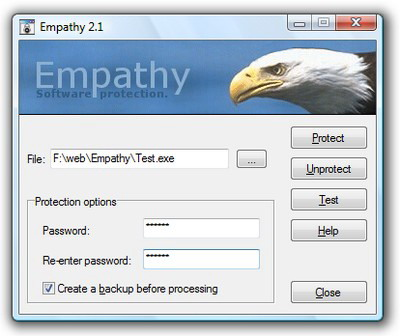 Empathy 2.1
Empathy
Software protection.
Protect
File: F:\web\Empathy\Test.exe ...
Unprotect
Protection options
Test
Password: ******
Help
Re-enter password: ******
Create a backup before processing
Close